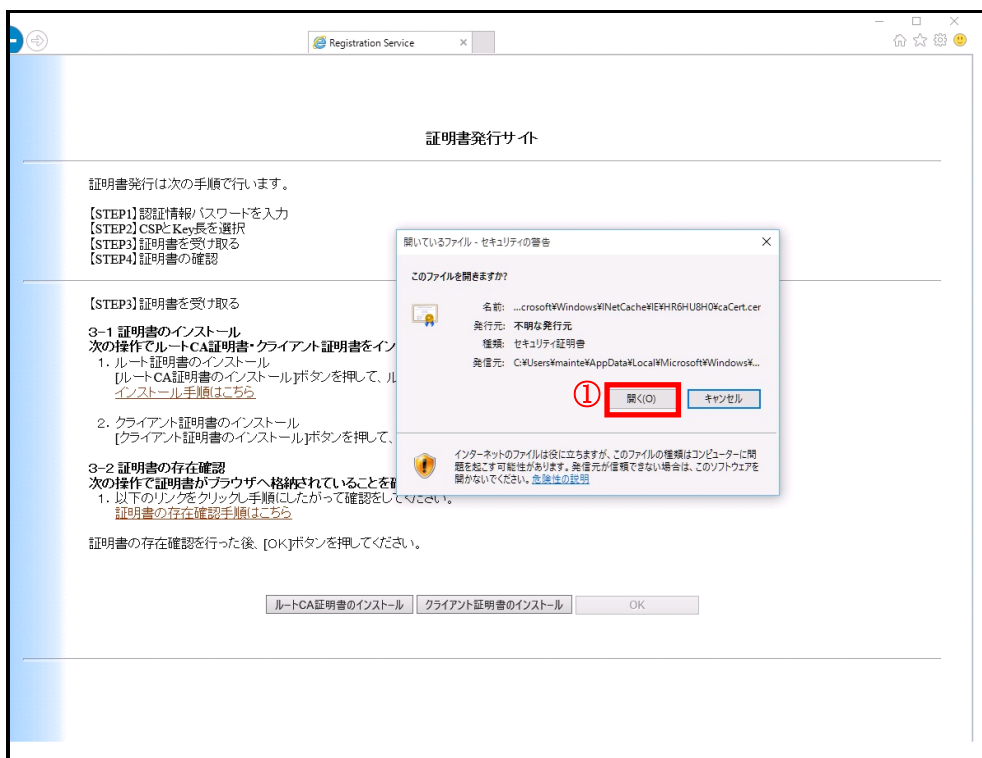 Registration Service
証明書発行サイト
証明書発行は次の手順で行います。
【STEP1】認証情報パスワードを入力
【STEP2】CSPとKey長を選択
【STEP3】証明書を受け取る
【STEP4】証明書の確認
【STEP3】証明書を受け取る
3-1 証明書のインストール
次の操作でルートCA証明書・クライアント証明書をイン
1. ルート証明書のインストール
[ルートCA証明書のインストール]ボタンを押して、ル
インストール手順はこちら
2. クライアント証明書のインストール
[クライアント証明書のインストール]ボタンを押して、
3-2 証明書の存在確認
次の操作で証明書がブラウザへ格納されていることを確
1. 以下のリンクをクリックし手順にしたがって確認をしてください。
証明書の存在確認手順はこちら
証明書の存在確認を行った後、[OK]ボタンを押してください。
ルートCA証明書のインストール クライアント証明書のインストール OK
開いているファイル - セキュリティの警告
このファイルを開きますか?
名前: ...crosoft¥Windows¥INetCache¥IE¥HR6HU8H0¥caCert.cer
発行元: 不明な発行元
種類: セキュリティ証明書
発信元: C:¥Users¥mainte¥AppData¥Local¥Microsoft¥Windows¥...
① 開く(O) キャンセル
インターネットのファイルは役に立ちますが、このファイルの種類はコンピューターに問
題を起こす可能性があります。発信元が信頼できない場合は、このソフトウェアを
開かないでください。危険性の説明